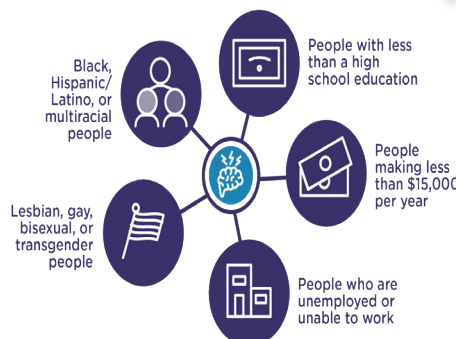 People with less
than a high
school education
Black,
Hispanic/
Latino, or
multiracial
people
People
making less
than $15,000
per year
Lesbian, gay,
bisexual, or
transgender
people
People who are
unemployed or
unable to work